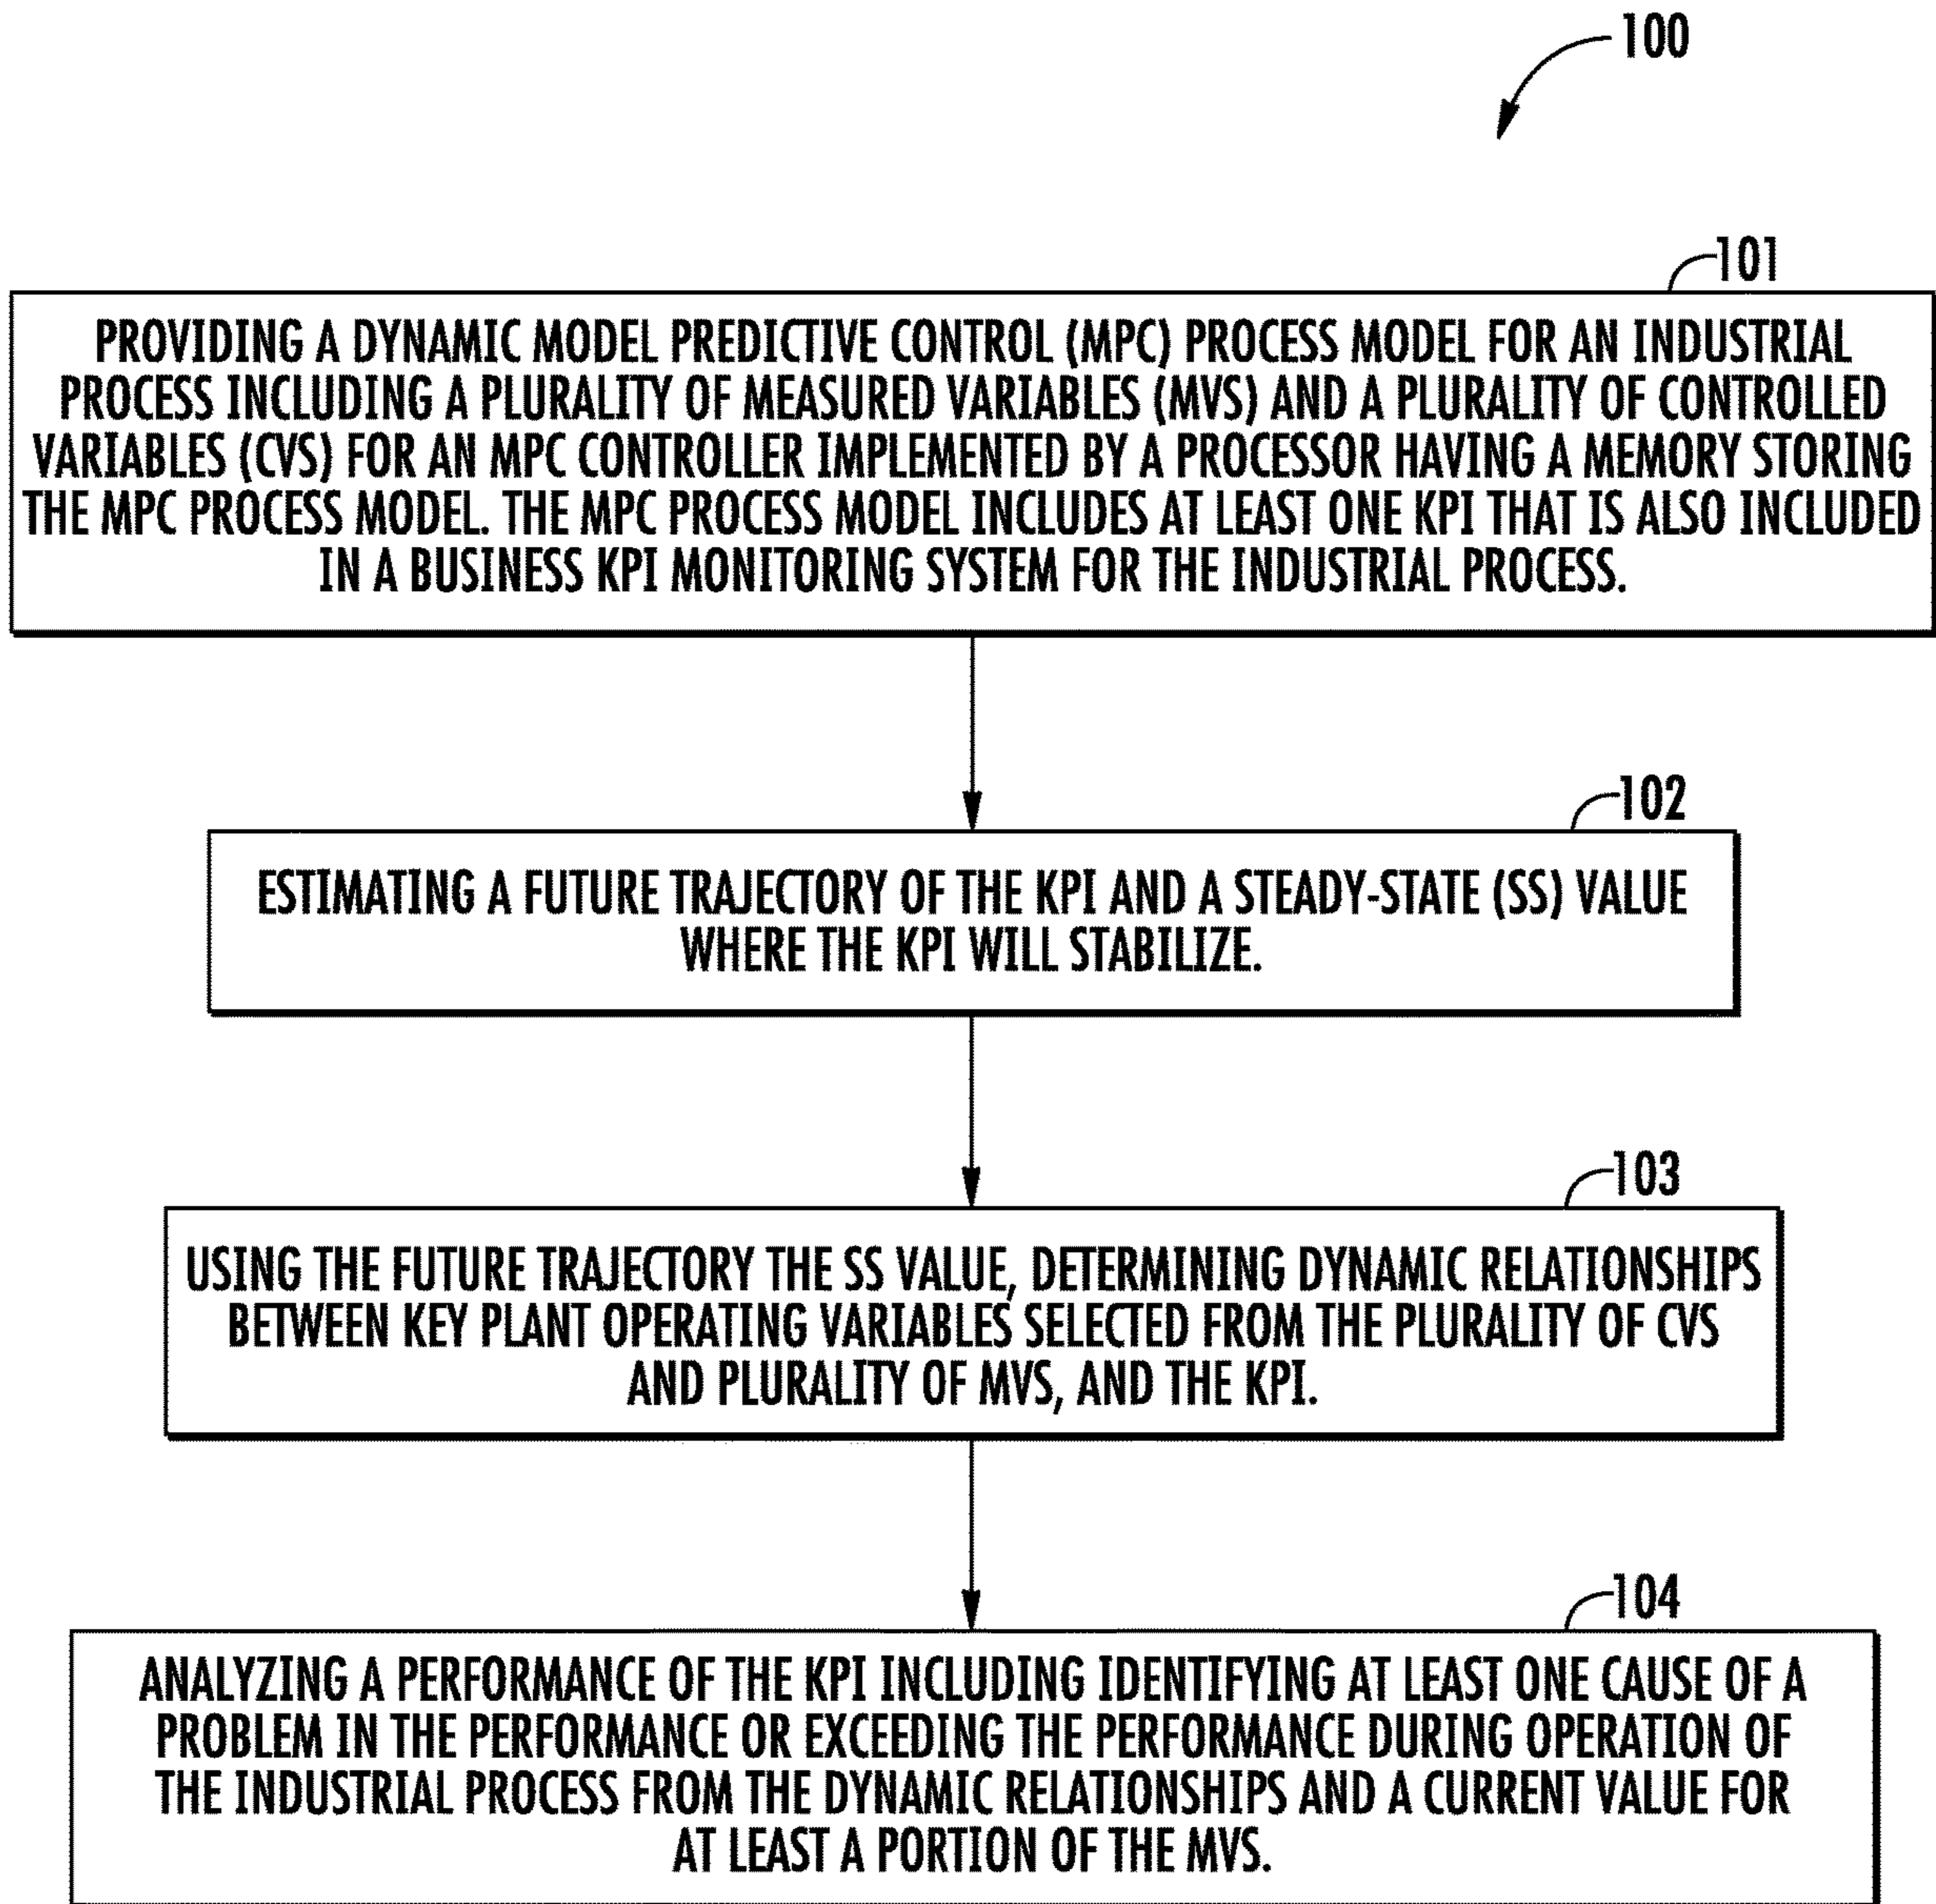 100
101
PROVIDING A DYNAMIC MODEL PREDICTIVE CONTROL (MPC) PROCESS MODEL FOR AN INDUSTRIAL
PROCESS INCLUDING A PLURALITY OF MEASURED VARIABLES (MVS) AND A PLURALITY OF CONTROLLED
VARIABLES (CVS) FOR AN MPC CONTROLLER IMPLEMENTED BY A PROCESSOR HAVING A MEMORY STORING
THE MPC PROCESS MODEL. THE MPC PROCESS MODEL INCLUDES AT LEAST ONE KPI THAT IS ALSO INCLUDED
IN A BUSINESS KPI MONITORING SYSTEM FOR THE INDUSTRIAL PROCESS.
102
ESTIMATING A FUTURE TRAJECTORY OF THE KPI AND A STEADY-STATE (SS) VALUE
WHERE THE KPI WILL STABILIZE.
103
USING THE FUTURE TRAJECTORY THE SS VALUE, DETERMINING DYNAMIC RELATIONSHIPS
BETWEEN KEY PLANT OPERATING VARIABLES SELECTED FROM THE PLURALITY OF CVS
AND PLURALITY OF MVS, AND THE KPI.
104
ANALYZING A PERFORMANCE OF THE KPI INCLUDING IDENTIFYING AT LEAST ONE CAUSE OF A
PROBLEM IN THE PERFORMANCE OR EXCEEDING THE PERFORMANCE DURING OPERATION OF
THE INDUSTRIAL PROCESS FROM THE DYNAMIC RELATIONSHIPS AND A CURRENT VALUE FOR
AT LEAST A PORTION OF THE MVS.